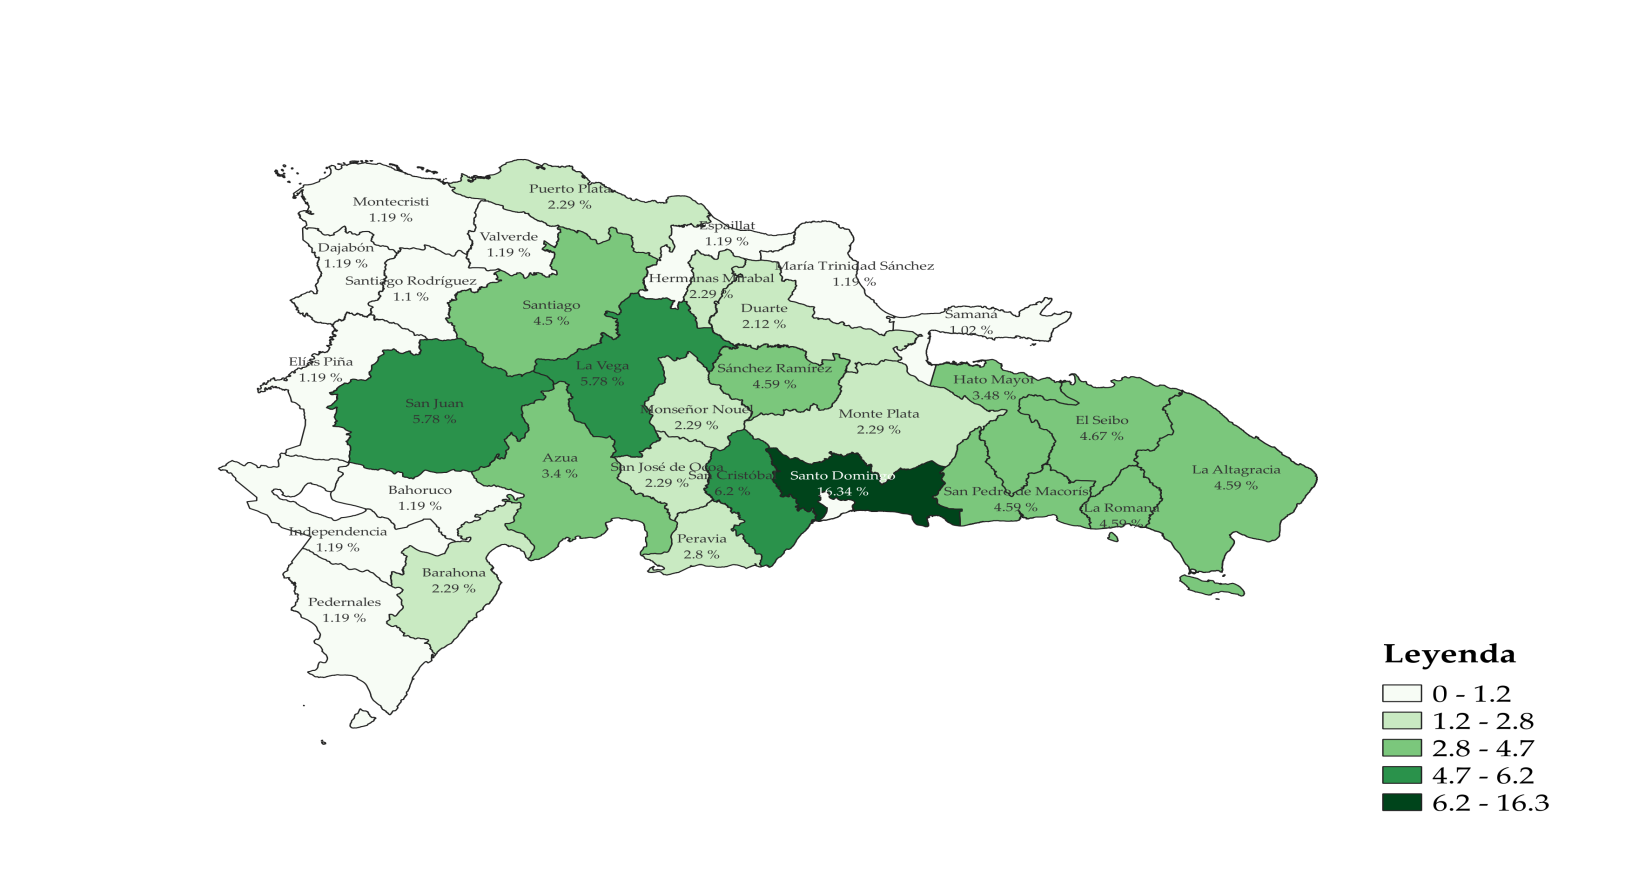 Puerto Plata
2.29 %
Montecristi
1.19 %
Espaillat
1.19 %
Valverde
1.19 %
Dajabón
1.19 %
María Trinidad Sánchez
1.19 %
Santiago Rodríguez
1.1 %
Hermanas Mirabal
2.29 %
Santiago
4.5 %
Duarte
2.12 %
Samaná
1.02 %
Elías Piña
1.19 %
La Vega
5.78 %
Sánchez Ramírez
4.59 %
Hato Mayor
3.48 %
San Juan
5.78 %
Monseñor Nouel
2.29 %
Monte Plata
2.29 %
El Seibo
4.67 %
Azua
3.4 %
San José de Ocoa
2.29 %
San Cristóbal
6.2 %
Santo Domingo
16.34 %
La Altagracia
4.59 %
Bahoruco
1.19 %
San Pedro de Macorís
4.59 %
La Romana
4.59 %
Independencia
1.19 %
Peravia
2.8 %
Barahona
2.29 %
Pedernales
1.19 %
Leyenda
0 - 1.2
1.2 - 2.8
2.8 - 4.7
4.7 - 6.2
6.2 - 16.3